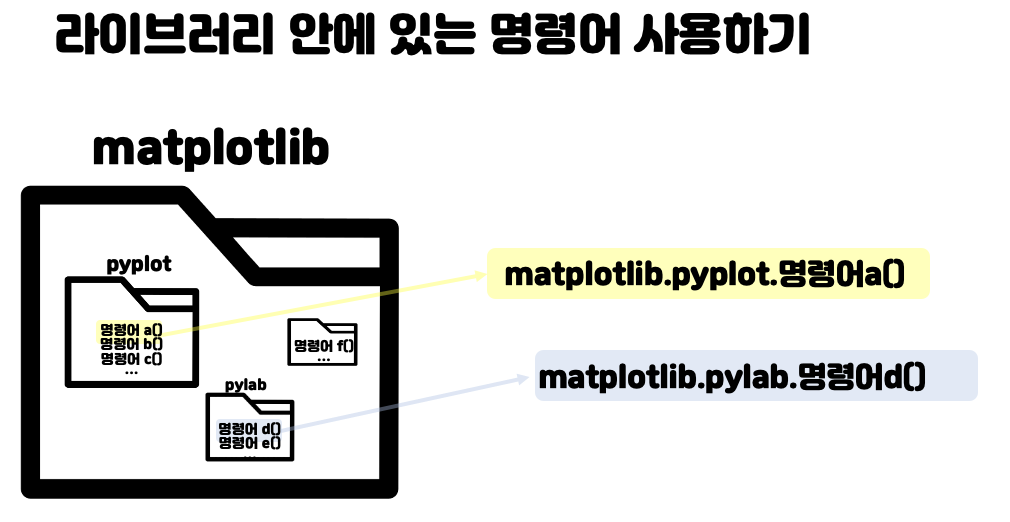 라이브러리 안에 있는 명령어 사용하기
matplotlib
pyplot
명령어 a()
명령어 b()
명령어 c()
...
명령어 f()
...
pylab
명령어 d()
명령어 e()
...
matplotlib.pyplot.명령어a()
matplotlib.pylab.명령어d()